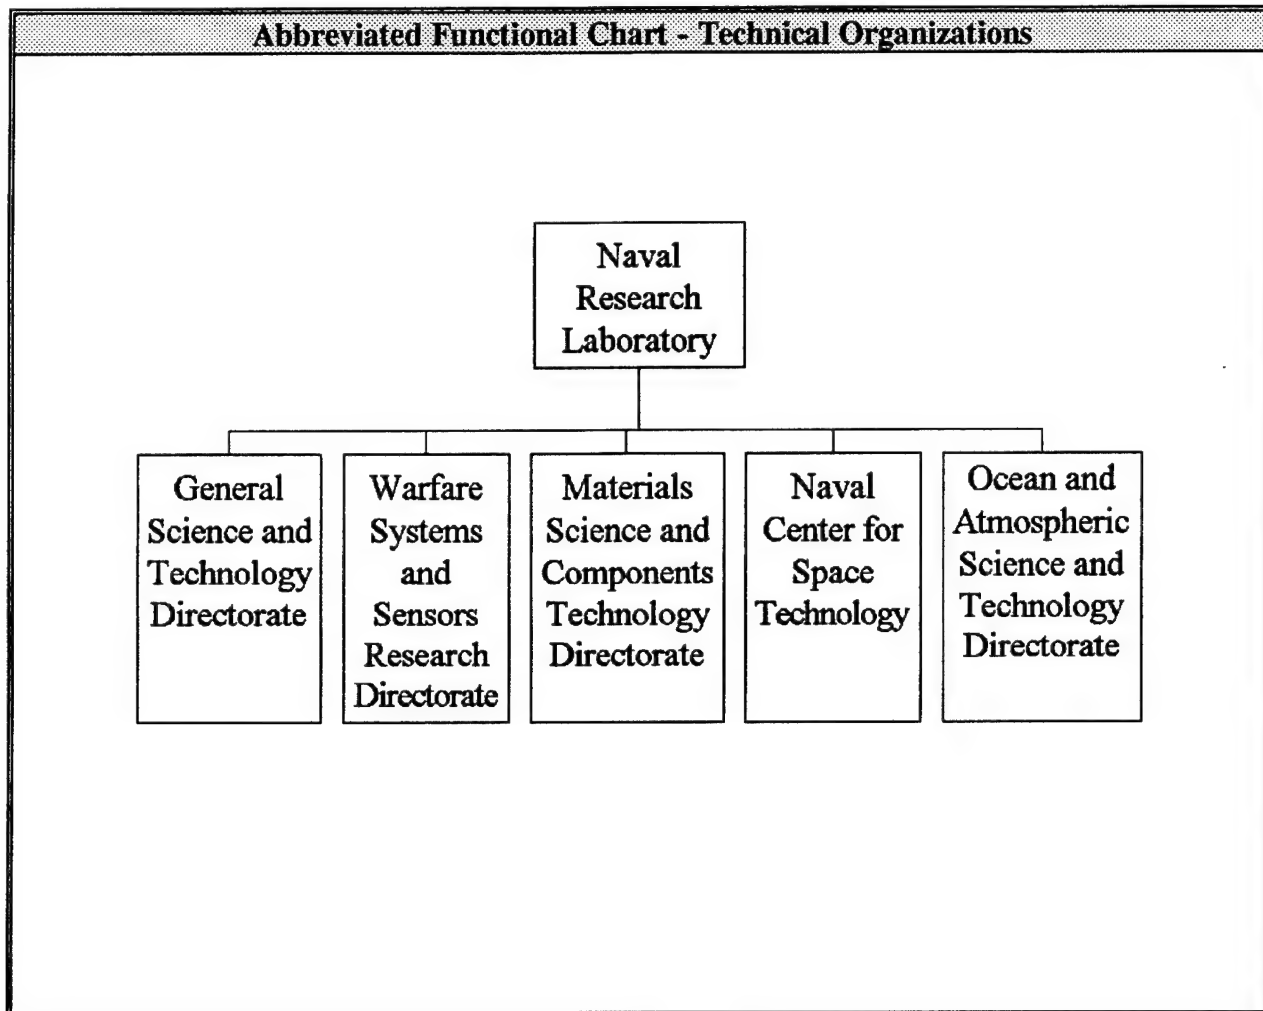 Abbreviated Functional Chart - Technical Organizations
Naval
Research
Laboratory
General
Science and
Technology
Directorate
Warfare
Systems
and
Sensors
Research
Directorate
Materials
Science and
Components
Technology
Directorate
Naval
Center for
Space
Technology
Ocean and
Atmospheric
Science and
Technology
Directorate